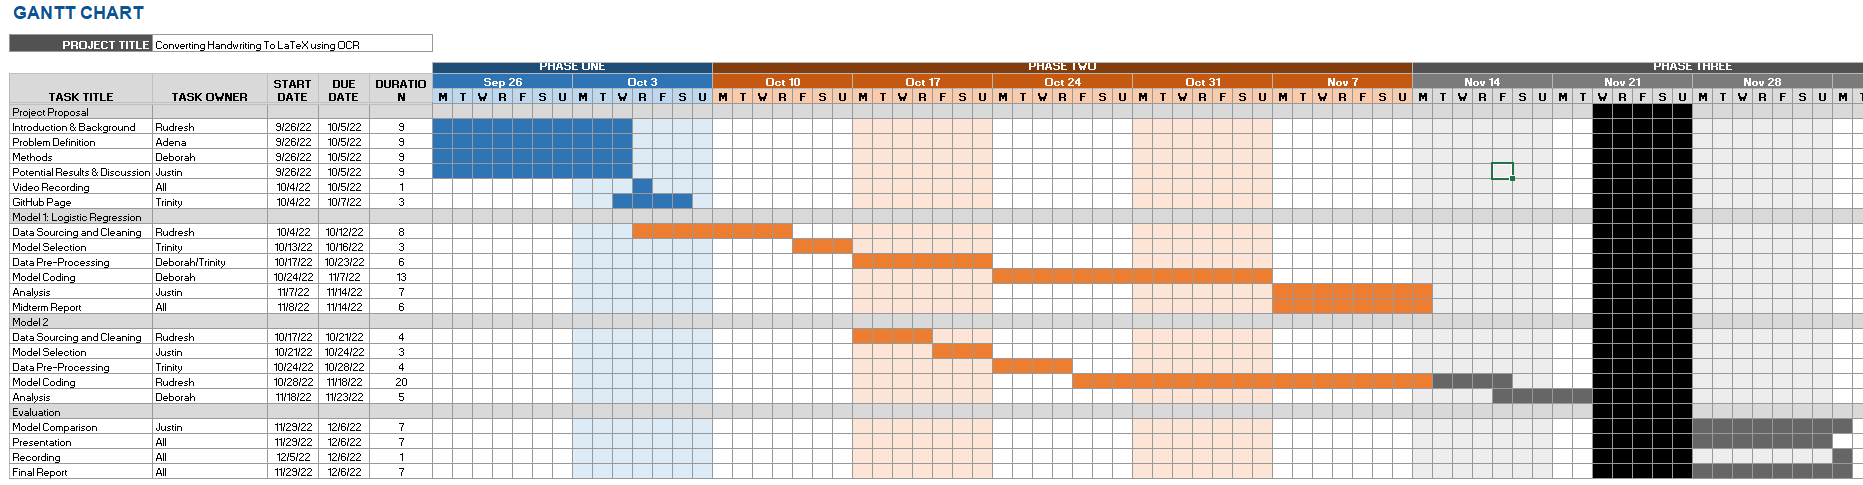 GANTT CHART
PROJECT TITLE Converting Handwriting To LaTeX using OCR
PHASE ONE PHASE TWO PHASE THREE
Sep 26 Oct 3 Oct 10 Oct 17 Oct 24 Oct 31 Nov 7 Nov 14 Nov 21 Nov 28
TASK TITLE TASK OWNER START DATE DUE DATE DURATION M T W R F S U M T W R F S U M T W R F S U M T W R F S U M T W R F S U M T W R F S U M T W R F S U M T W R F S U M T W R F S U M T W R F S U M T
Project Proposal
Introduction & Background Rudresh 9/26/22 10/5/22 9
Problem Definition Adena 9/26/22 10/5/22 9
Methods Deborah 9/26/22 10/5/22 9
Potential Results & Discussion Justin 9/26/22 10/5/22 9
Video Recording All 10/4/22 10/5/22 1
GitHub Page Trinity 10/4/22 10/7/22 3
Model 1: Logistic Regression
Data Sourcing and Cleaning Rudresh 10/4/22 10/12/22 8
Model Selection Trinity 10/13/22 10/16/22 3
Data Pre-Processing Deborah/Trinity 10/17/22 10/23/22 6
Model Coding Deborah 10/24/22 11/7/22 13
Analysis Justin 11/7/22 11/14/22 7
Midterm Report All 11/8/22 11/14/22 6
Model 2
Data Sourcing and Cleaning Rudresh 10/17/22 10/21/22 4
Model Selection Justin 10/21/22 10/24/22 3
Data Pre-Processing Trinity 10/24/22 10/28/22 4
Model Coding Rudresh 10/28/22 11/18/22 20
Analysis Deborah 11/18/22 11/23/22 5
Evaluation
Model Comparison Justin 11/29/22 12/6/22 7
Presentation All 11/29/22 12/6/22 7
Recording All 12/5/22 12/6/22 1
Final Report All 11/29/22 12/6/22 7